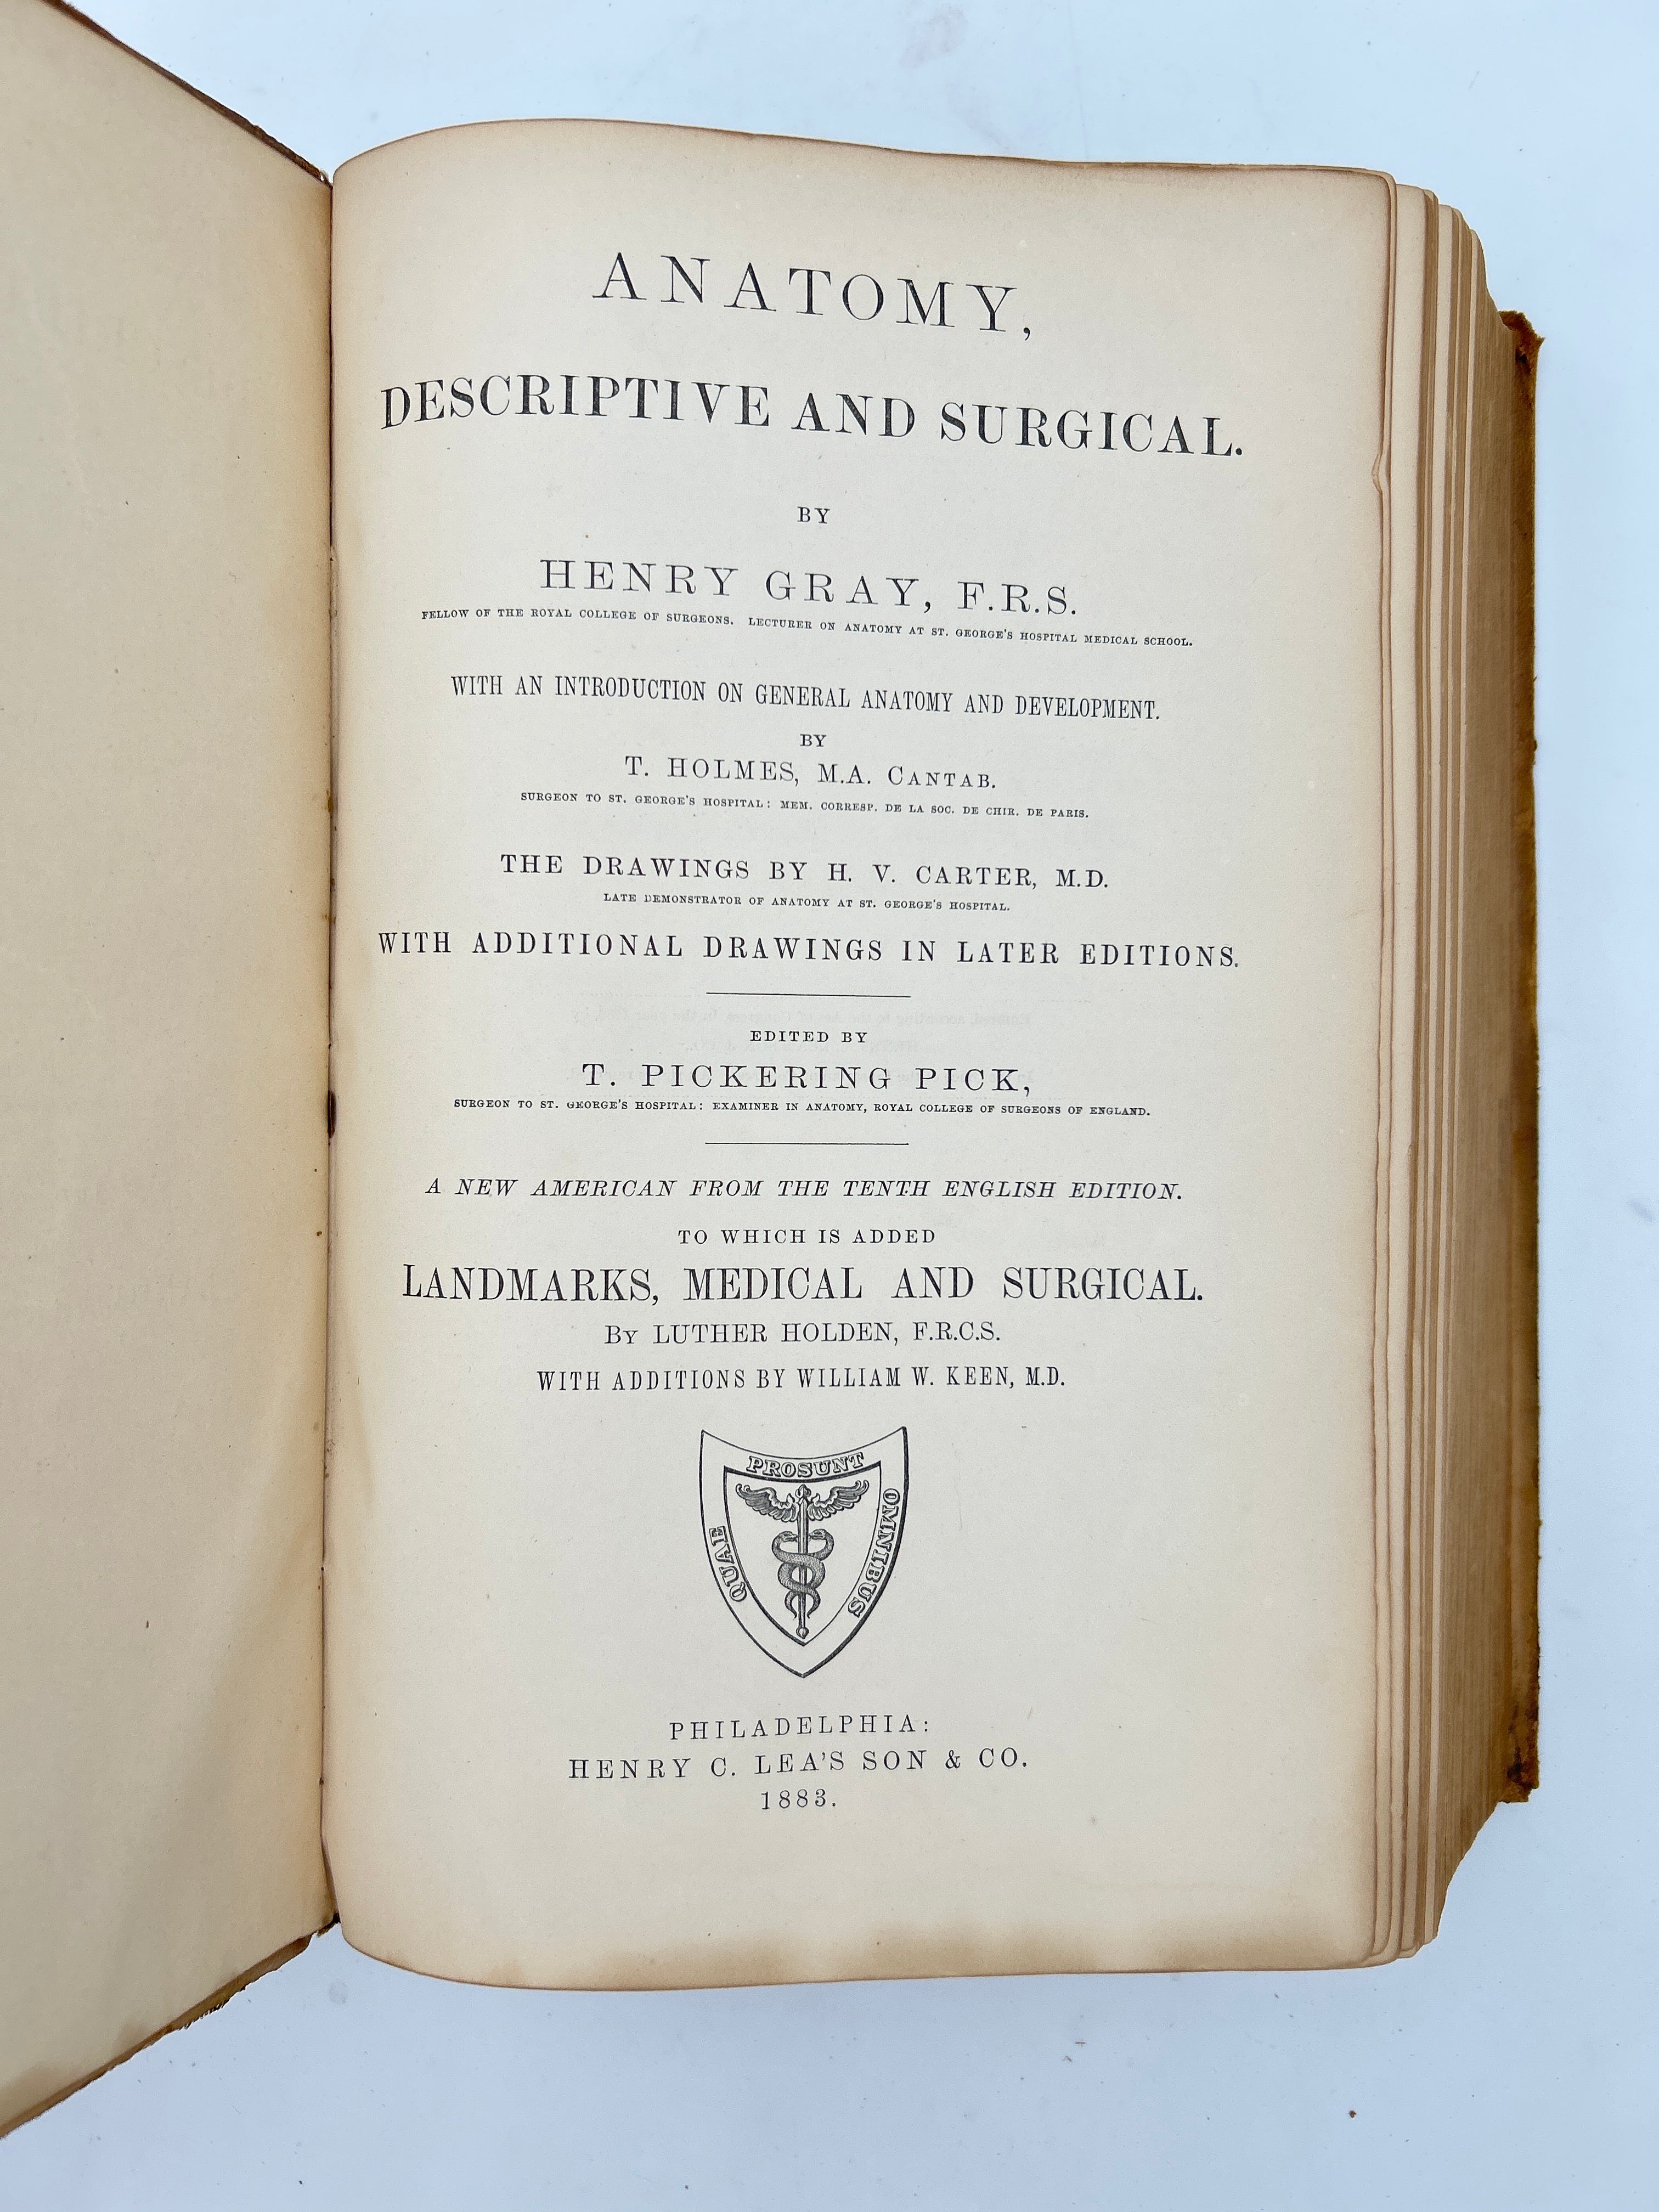 ANATOMY,
DESCRIPTIVE AND SURGICAL.
BY
HENRY GRAY, F.R.S.
FELLOW OF THE ROYAL COLLEGE OF SURGEONS. LECTURER ON ANATOMY AT ST. GEORGE'S HOSPITAL MEDICAL SCHOOL.
WITH AN INTRODUCTION ON GENERAL ANATOMY AND DEVELOPMENT.
BY
T. HOLMES, M.A. CANTAB.
SURGEON TO ST. GEORGE'S HOSPITAL: MEM. CORRESP. DE LA SOC. DE CHIR. DE PARIS.
THE DRAWINGS BY H. V. CARTER, M.D.
LATE DEMONSTRATOR OF ANATOMY AT ST. GEORGE'S HOSPITAL.
WITH ADDITIONAL DRAWINGS IN LATER EDITIONS.
EDITED BY
T. PICKERING PICK,
SURGEON TO ST. GEORGE'S HOSPITAL: EXAMINER IN ANATOMY, ROYAL COLLEGE OF SURGEONS OF ENGLAND.
A NEW AMERICAN FROM THE TENTH ENGLISH EDITION.
TO WHICH IS ADDED
LANDMARKS, MEDICAL AND SURGICAL.
BY LUTHER HOLDEN, F.R.C.S.
WITH ADDITIONS BY WILLIAM W. KEEN, M.D.
QUAE PROSUNT OMNIBUS
PHILADELPHIA:
HENRY C. LEA'S SON & CO.
1883.